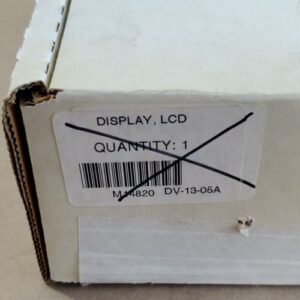 DISPLAY, LCD
QUANTITY: 1
M14820 DV-13-05A